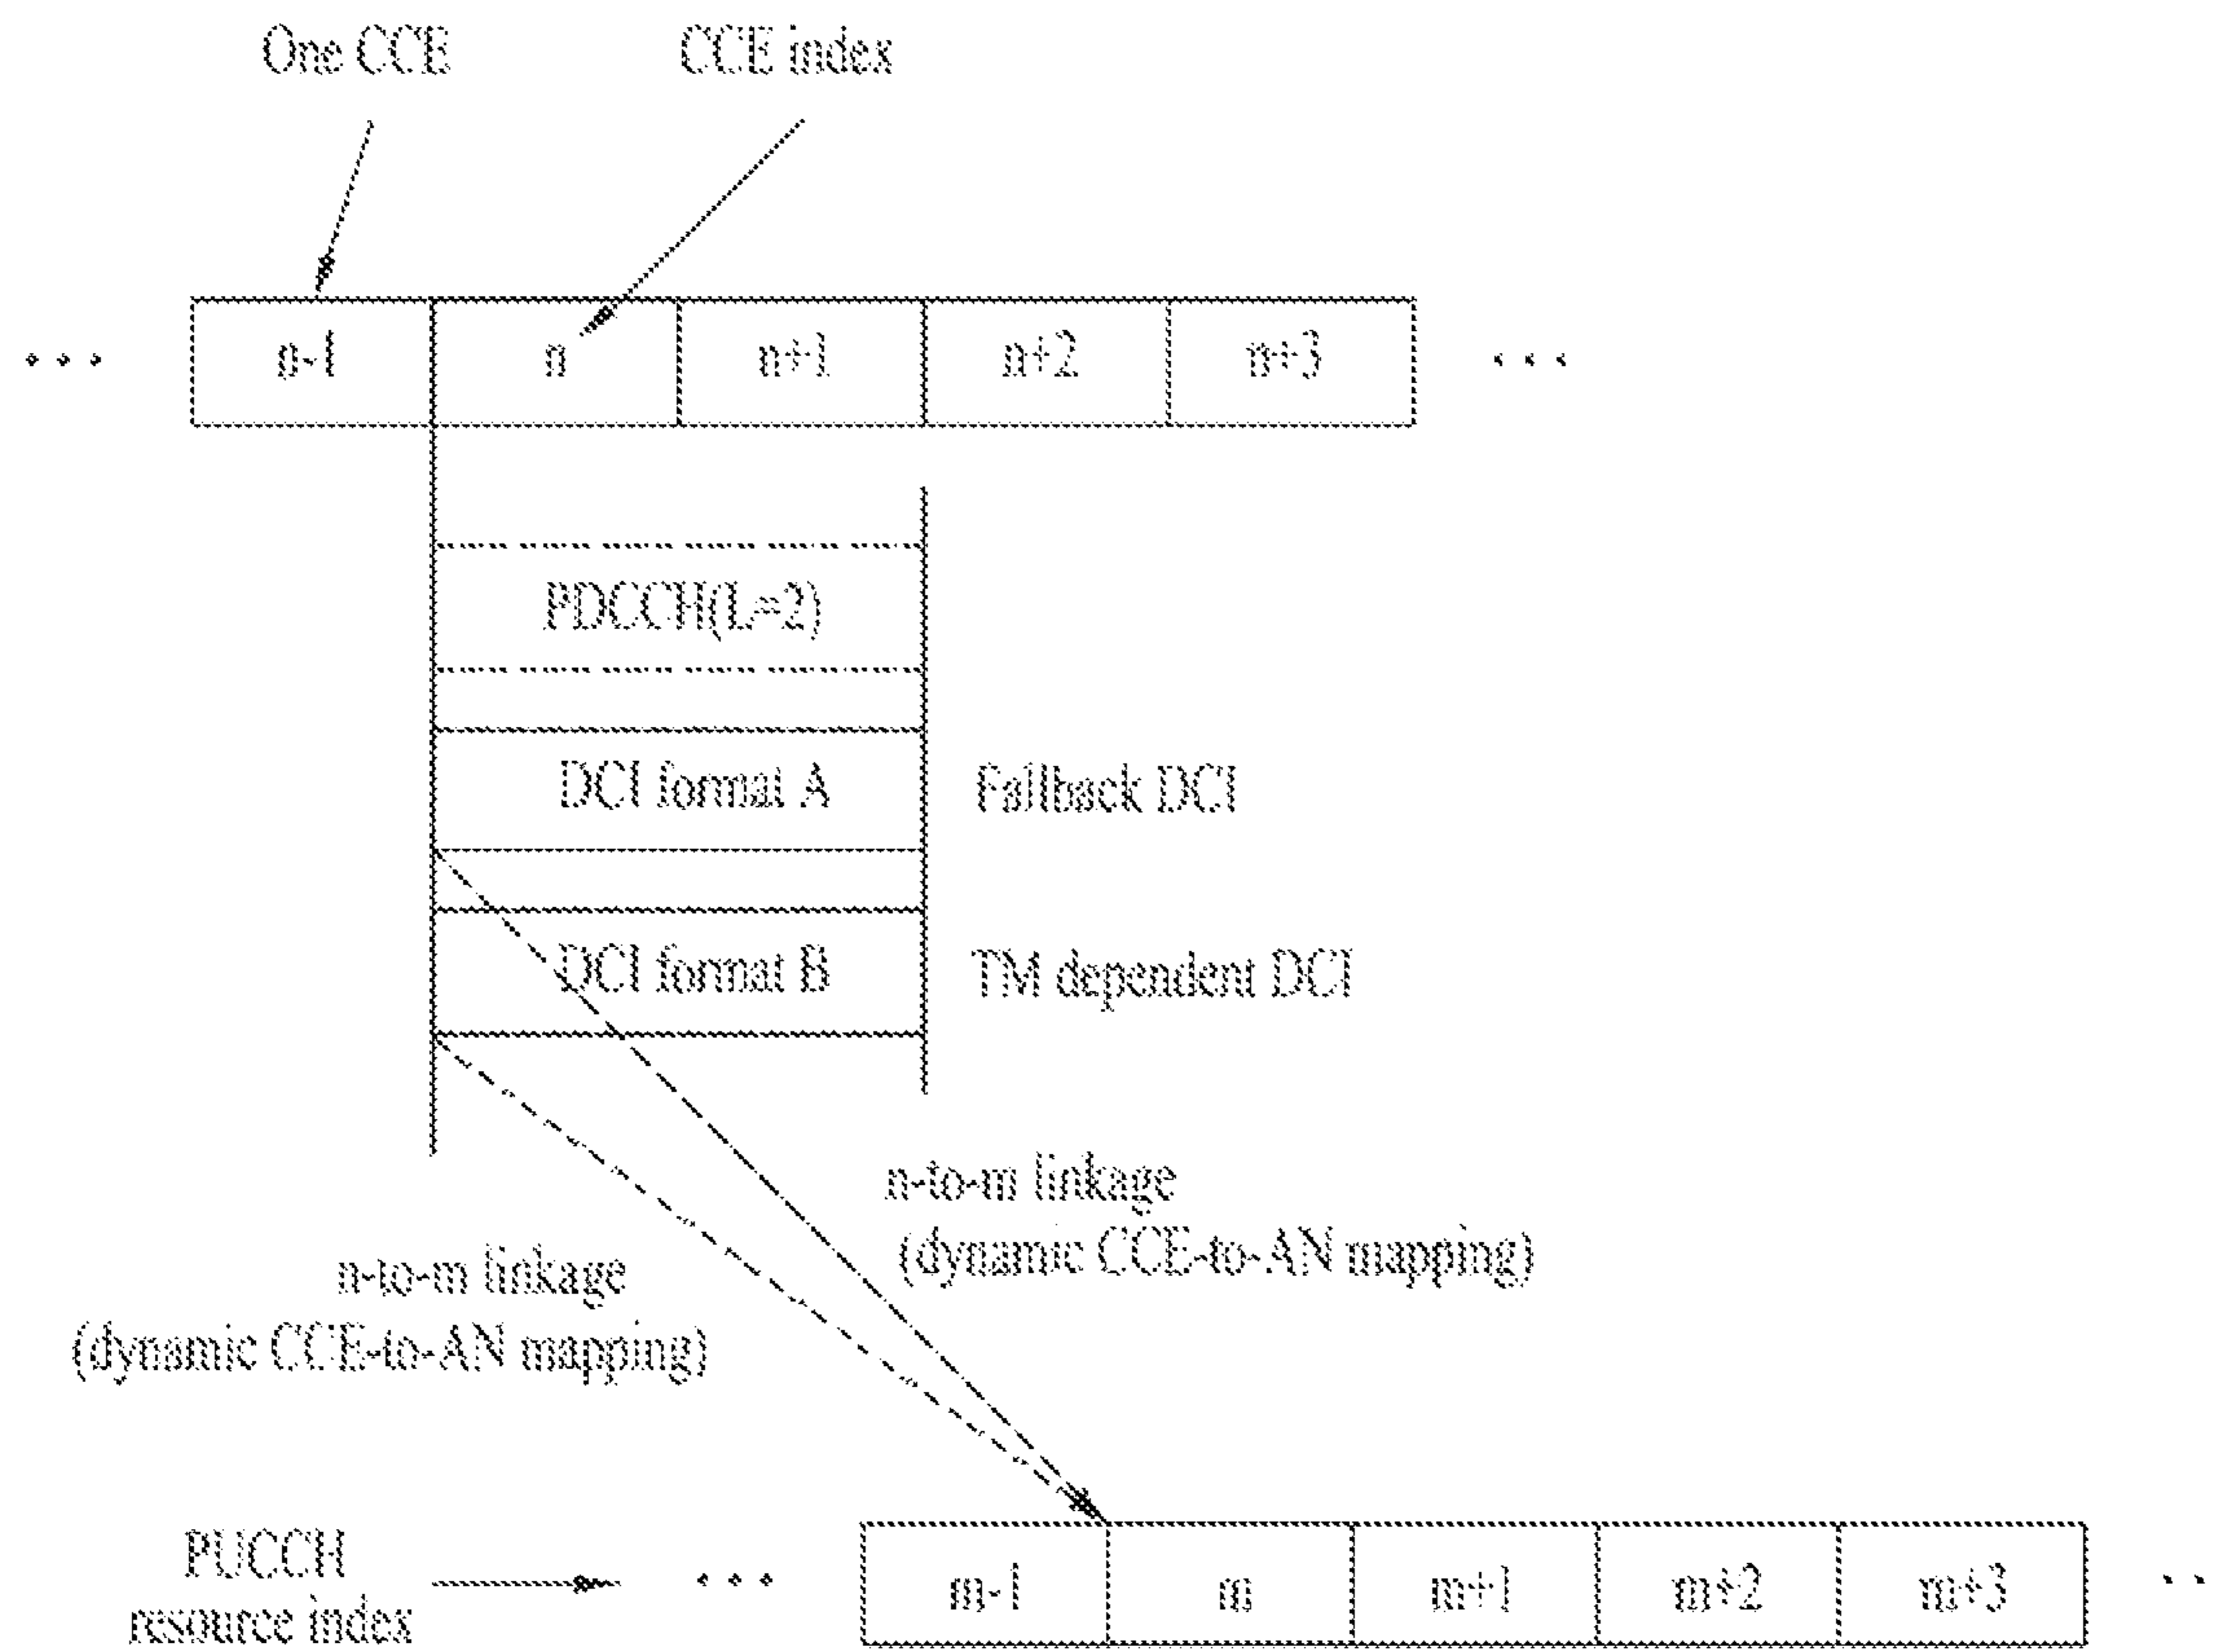 One CCE
CCE index
... n-1 n n+1 n+2 n+3 ...
PDCCH(L=2)
DCI format A
Fallback DCI
DCI format B
TM dependent DCI
n-to-m linkage
(dynamic CCE-to-AN mapping)
n-to-m linkage
(dynamic CCE-to-AN mapping)
PUCCH
resource index
... m-1 m m+1 m+2 m+3 ..